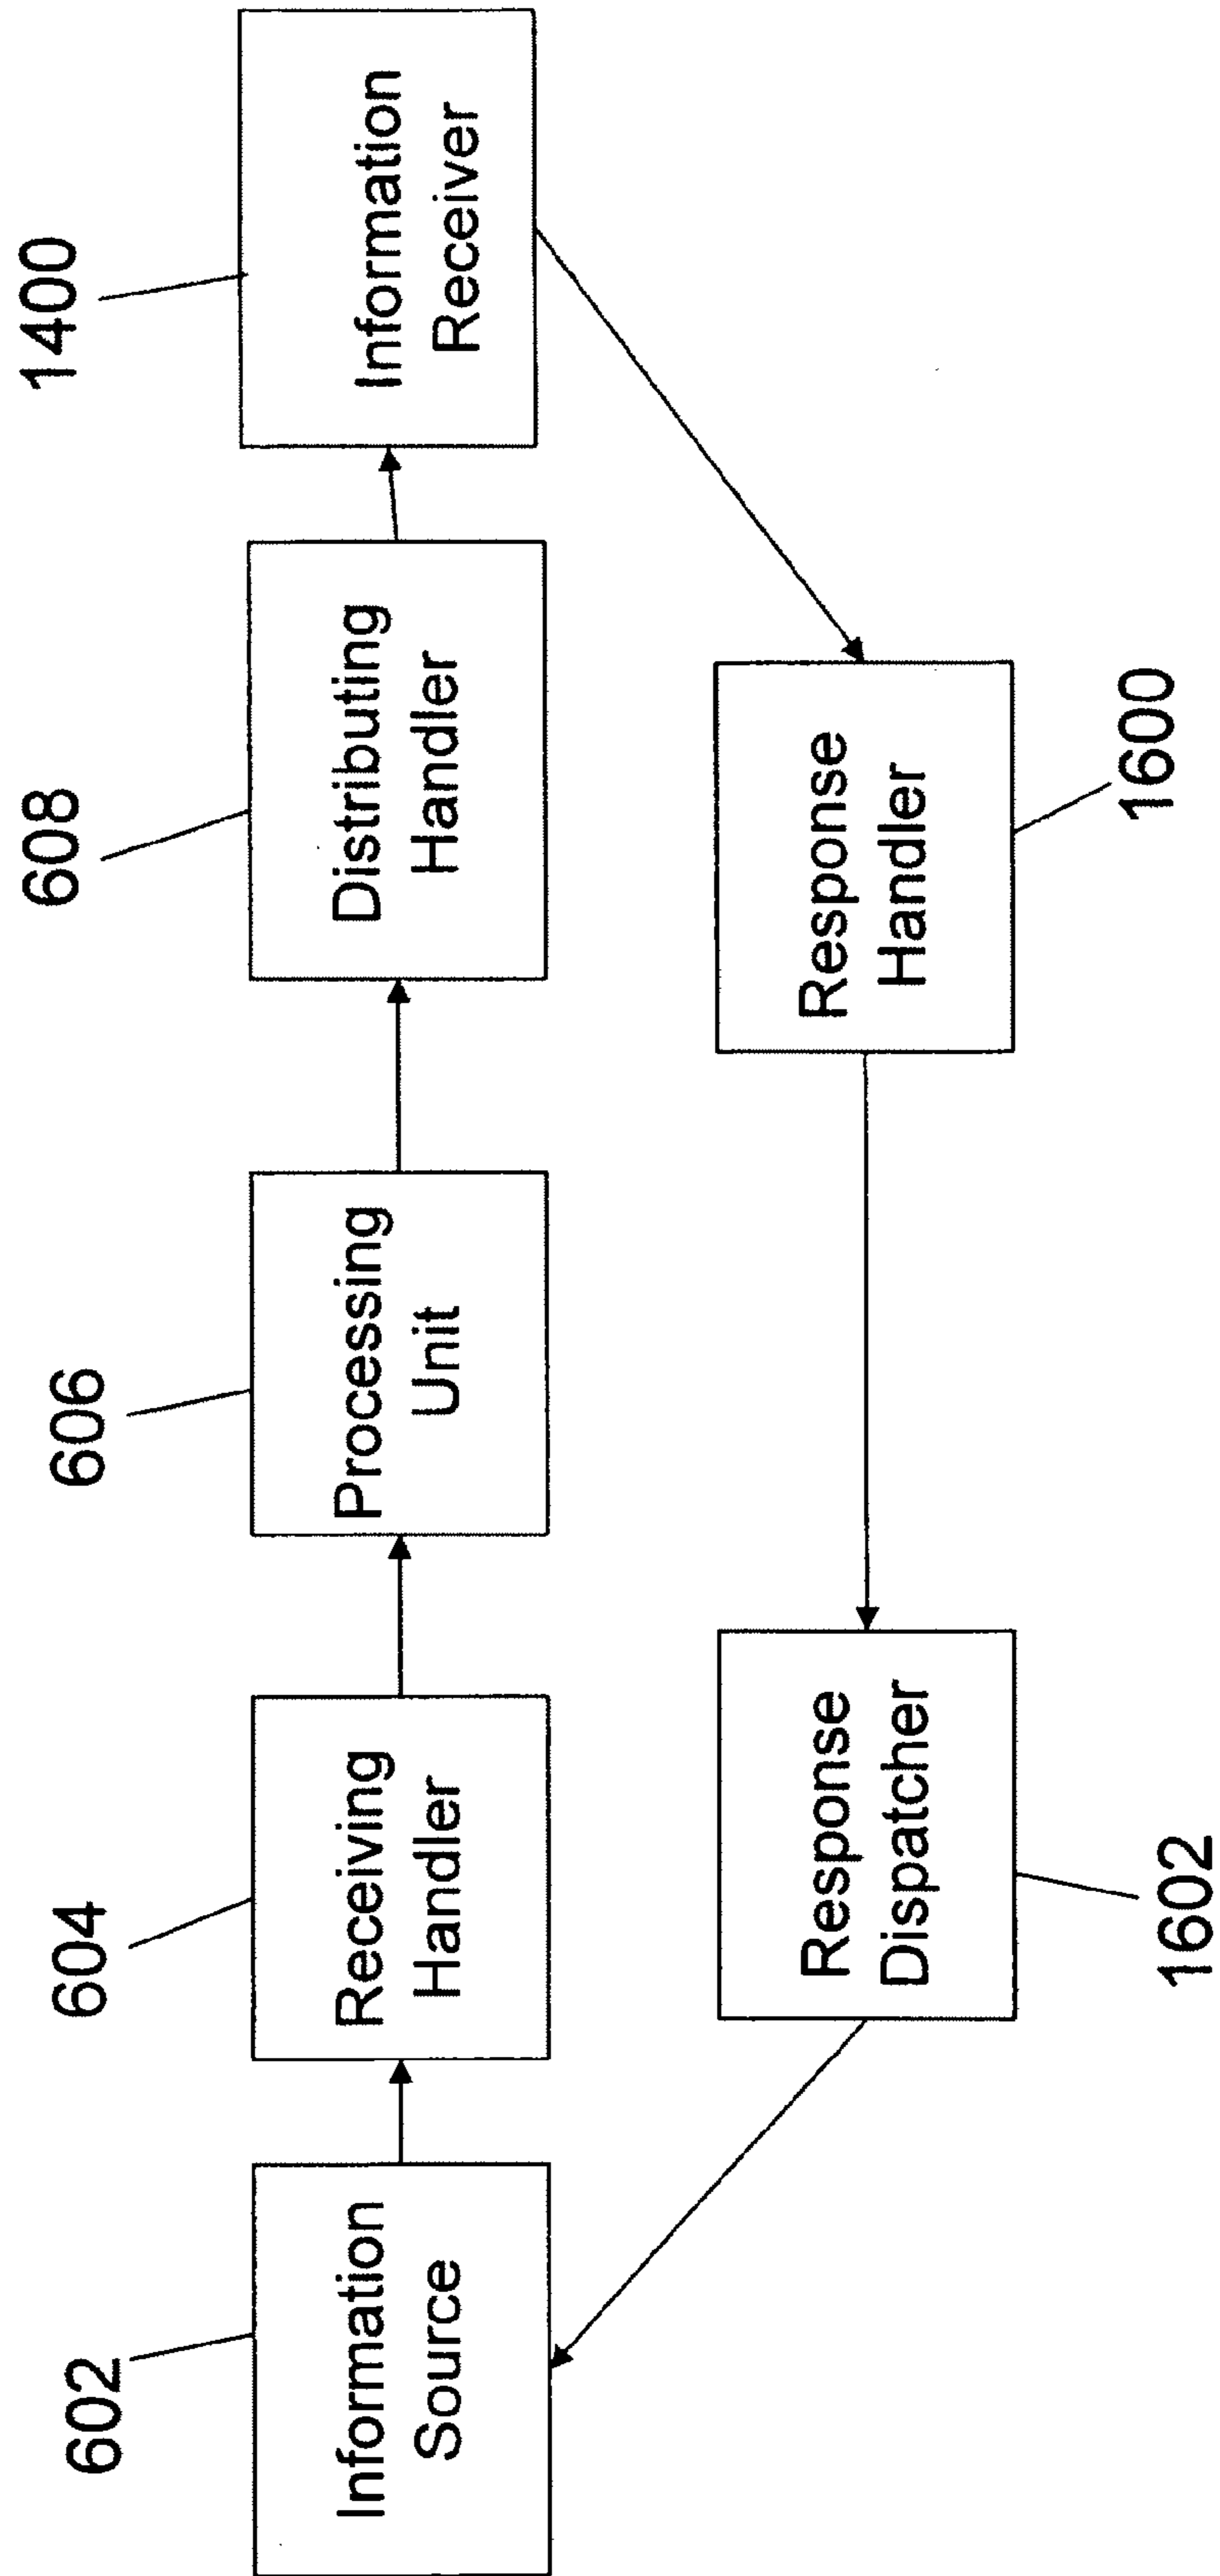 602
604
606
608
1400
Information
Source
Receiving
Handler
Processing
Unit
Distributing
Handler
Information
Receiver
Response
Dispatcher
Response
Handler
1602
1600